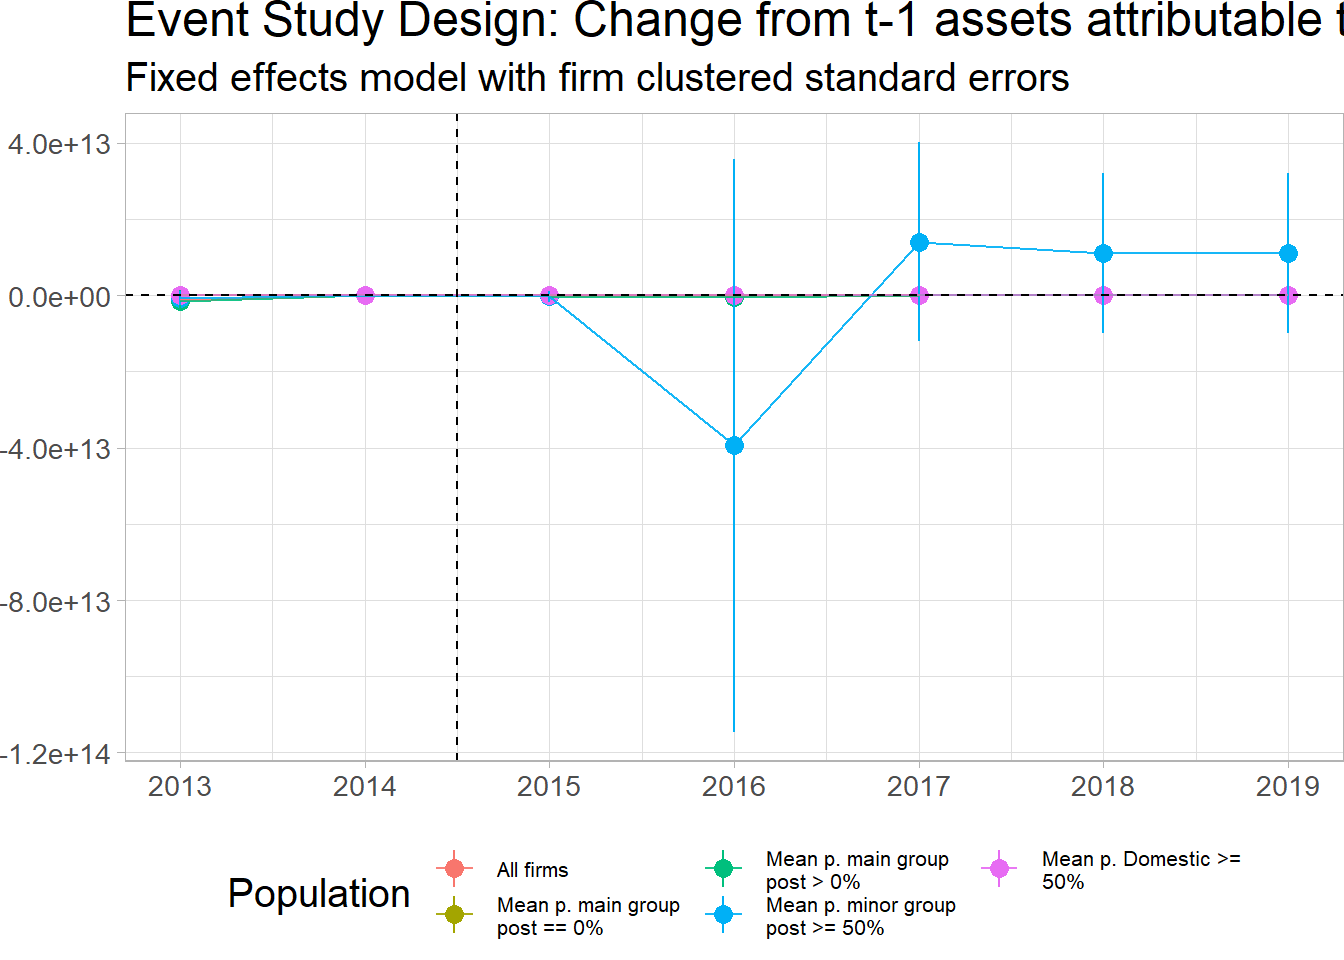 Event Study Design: Change from t-1 assets attributable t
Fixed effects model with firm clustered standard errors
4.0e+13
0.0e+00
-4.0e+13
-8.0e+13
-1.2e+14
2013 2014 2015 2016 2017 2018 2019
Population
All firms
Mean p. main group
post == 0%
Mean p. main group
post > 0%
Mean p. minor group
post >= 50%
Mean p. Domestic >=
50%